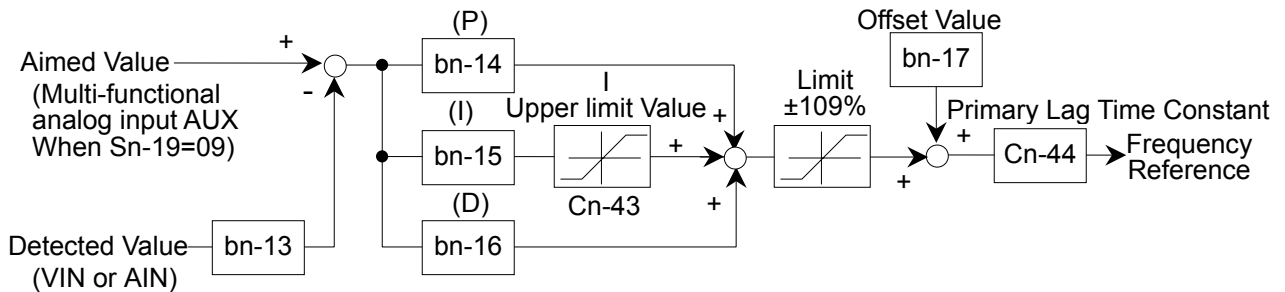 Offset Value
bn-17
(P)
bn-14
+
Aimed Value
-
(Multi-functional
analog input AUX
When Sn-19=09)
I
Upper limit Value
Limit
±109%
Primary Lag Time Constant
(I)
bn-15
+
+
+
Cn-44
Frequency
Reference
Cn-43
+
+
(D)
bn-16
Detected Value
(VIN or AIN)
bn-13